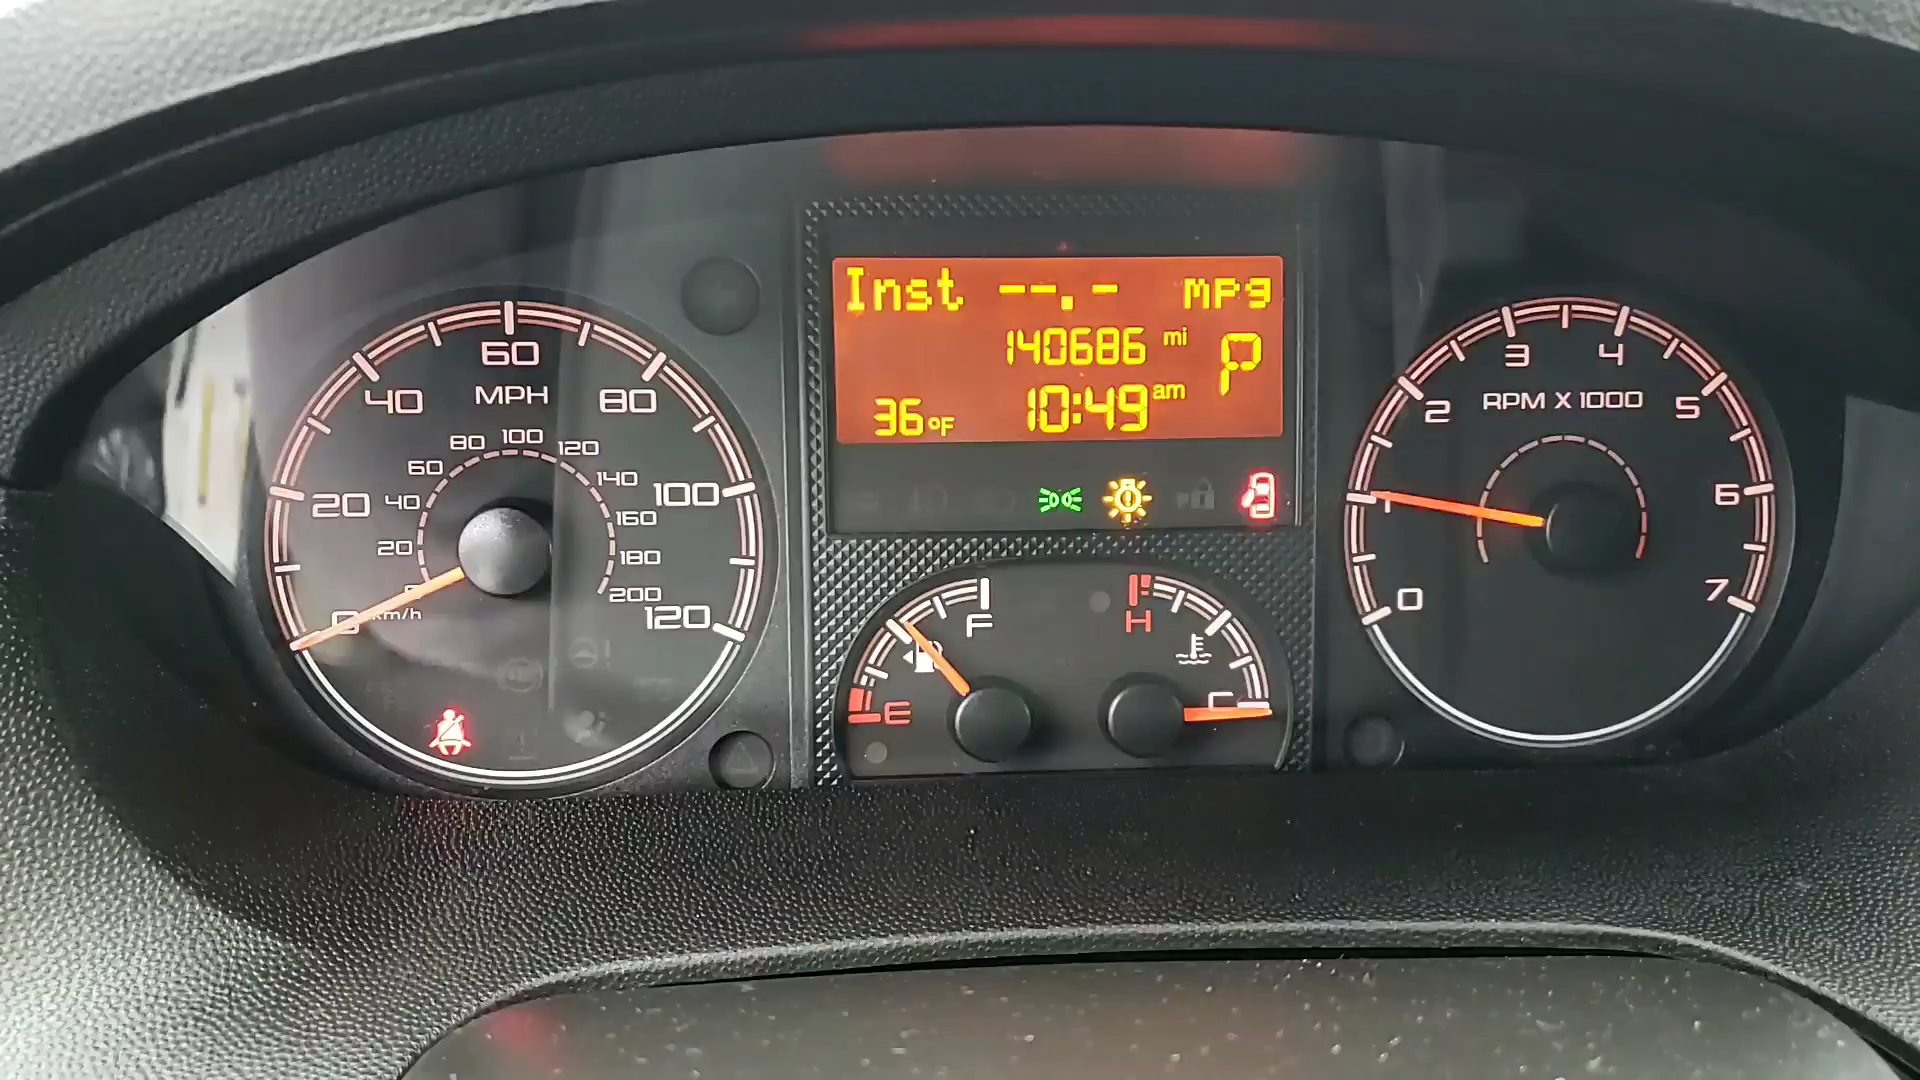 Inst --.- mpg
140686 mi
P
36°F 10:49 am
0 20 40 60 80 100 120
MPH
20 40 60 80 100 120 140 160 180 200
km/h
E F
H C
RPM X 1000
0 1 2 3 4 5 6 7